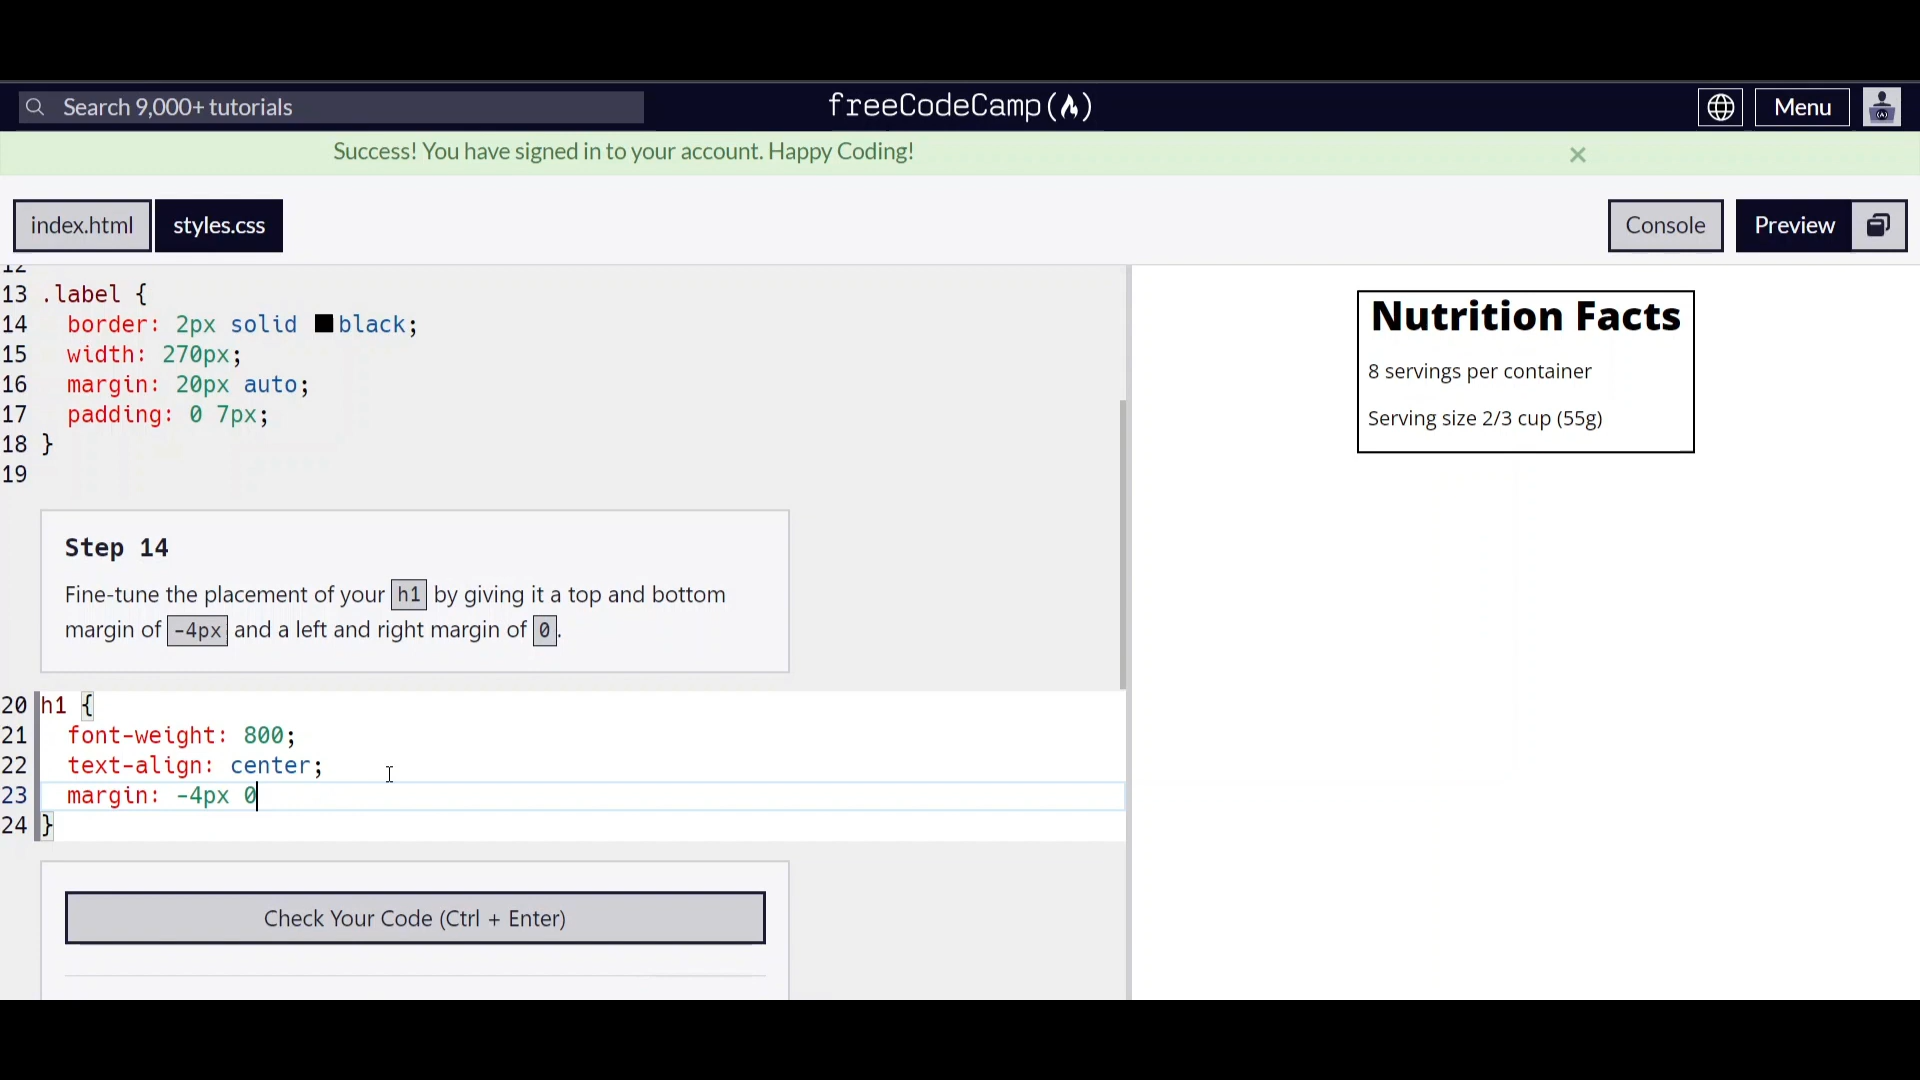 Search 9,000+ tutorials
freeCodeCamp(🔥)
Menu
Success! You have signed in to your account. Happy Coding!
×
index.html
styles.css
Console
Preview
12
13 .label {
14 border: 2px solid black;
15 width: 270px;
16 margin: 20px auto;
17 padding: 0 7px;
18 }
19
Step 14
Fine-tune the placement of your h1 by giving it a top and bottom
margin of -4px and a left and right margin of 0.
20 h1 {
21 font-weight: 800;
22 text-align: center;
23 margin: -4px 0
24 }
Check Your Code (Ctrl + Enter)
Nutrition Facts
8 servings per container
Serving size 2/3 cup (55g)